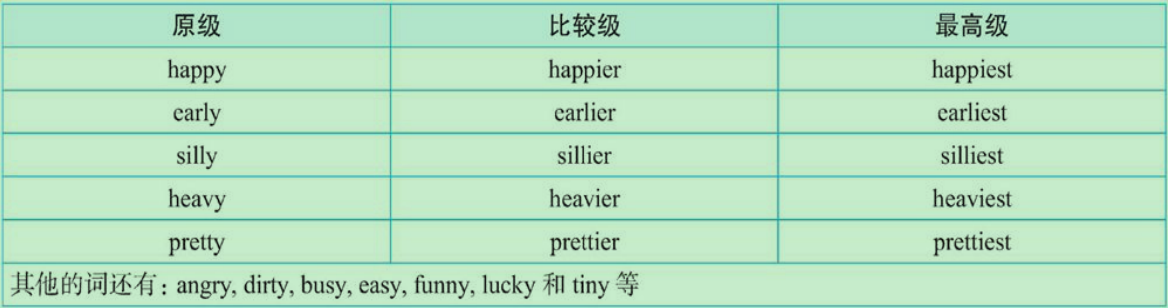 原级 比较级 最高级
happy happier happiest
early earlier earliest
silly sillier silliest
heavy heavier heaviest
pretty prettier prettiest
其他的词还有：angry, dirty, busy, easy, funny, lucky 和 tiny 等